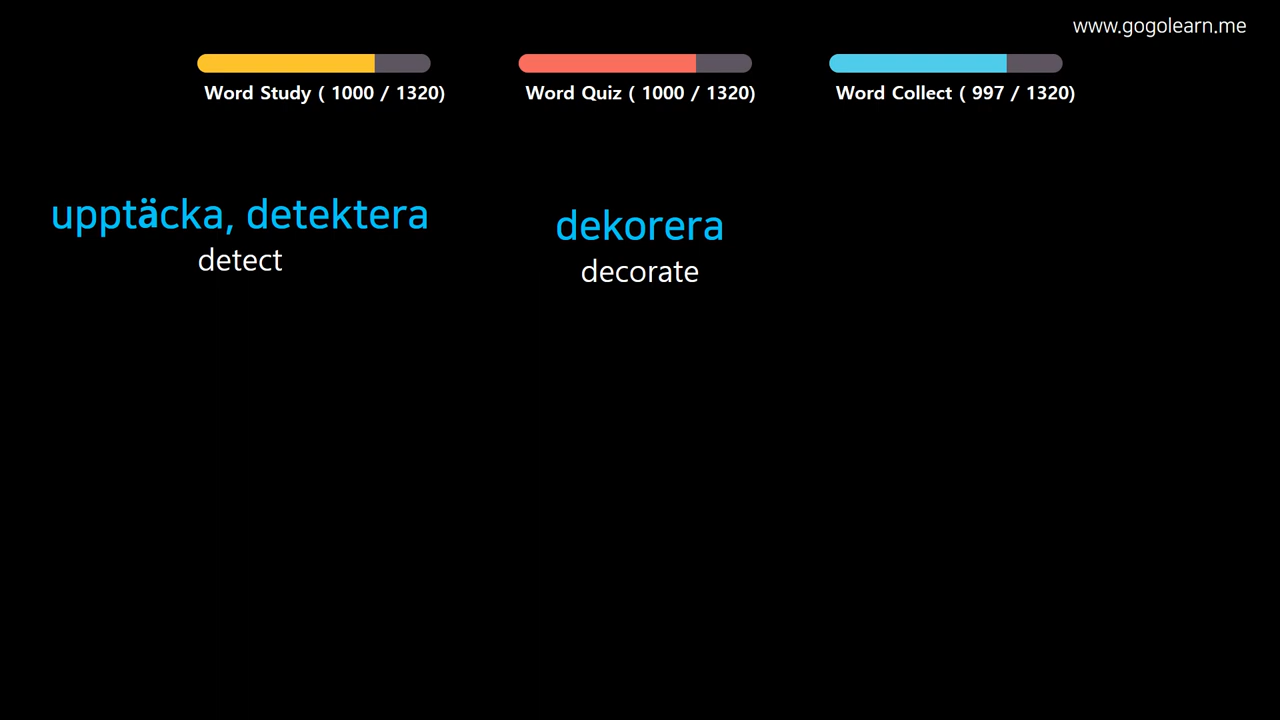 www.gogolearn.me
Word Study ( 1000 / 1320)
Word Quiz ( 1000 / 1320)
Word Collect ( 997 / 1320)
upptäcka, detektera
detect
dekorera
decorate